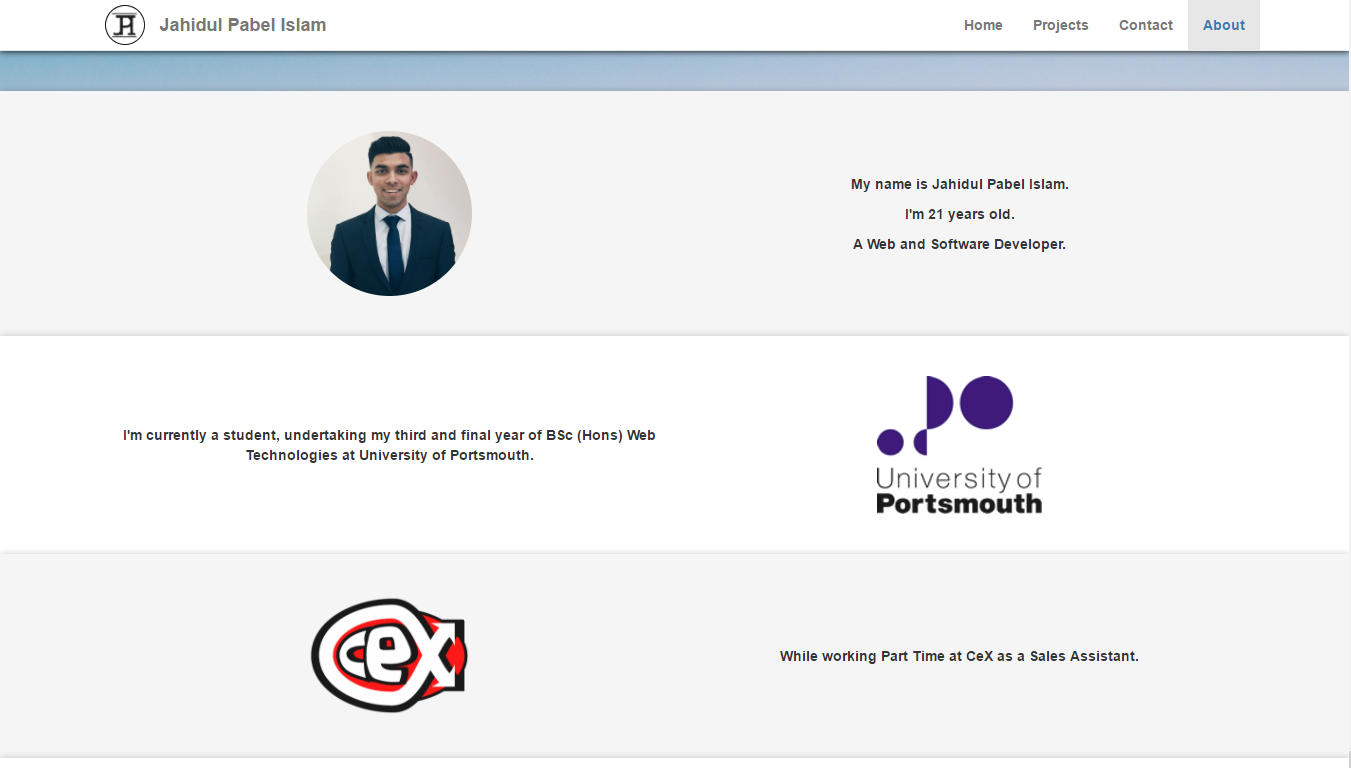 Jahidul Pabel Islam
Home Projects Contact About
My name is Jahidul Pabel Islam.
I'm 21 years old.
A Web and Software Developer.
I'm currently a student, undertaking my third and final year of BSc (Hons) Web
Technologies at University of Portsmouth.
University of
Portsmouth
CeX
While working Part Time at CeX as a Sales Assistant.